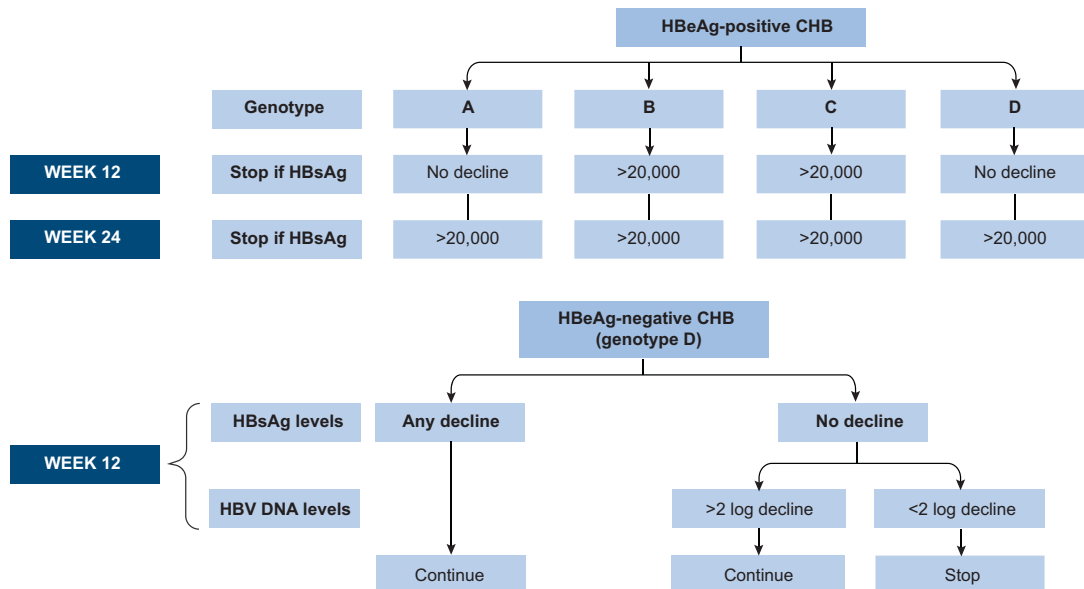 HBeAg-positive CHB
Genotype
A
B
C
D
WEEK 12
Stop if HBsAg
No decline
>20,000
>20,000
No decline
WEEK 24
Stop if HBsAg
>20,000
>20,000
>20,000
>20,000
HBeAg-negative CHB
(genotype D)
HBsAg levels
Any decline
No decline
WEEK 12
HBV DNA levels
>2 log decline
<2 log decline
Continue
Continue
Stop